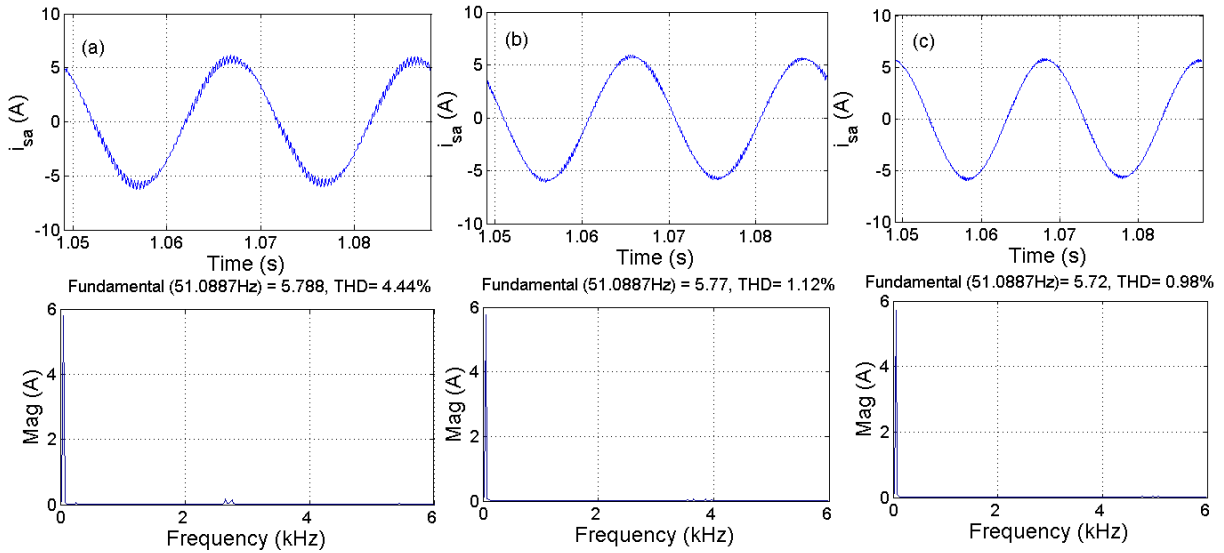 (a)
10
5
0
-5
-10
i_sa (A)
1.05 1.06 1.07 1.08
Time (s)
(b)
10
5
0
-5
-10
i_sa (A)
1.05 1.06 1.07 1.08
Time (s)
(c)
10
5
0
-5
-10
i_sa (A)
1.05 1.06 1.07 1.08
Time (s)
Fundamental (51.0887Hz) = 5.788, THD= 4.44%
6
4
2
0
Mag (A)
0 2 4 6
Frequency (kHz)
Fundamental (51.0887Hz) = 5.77, THD= 1.12%
6
4
2
0
Mag (A)
0 2 4 6
Frequency (kHz)
Fundamental (51.0887Hz)= 5.72, THD= 0.98%
6
4
2
0
Mag (A)
0 2 4 6
Frequency (kHz)